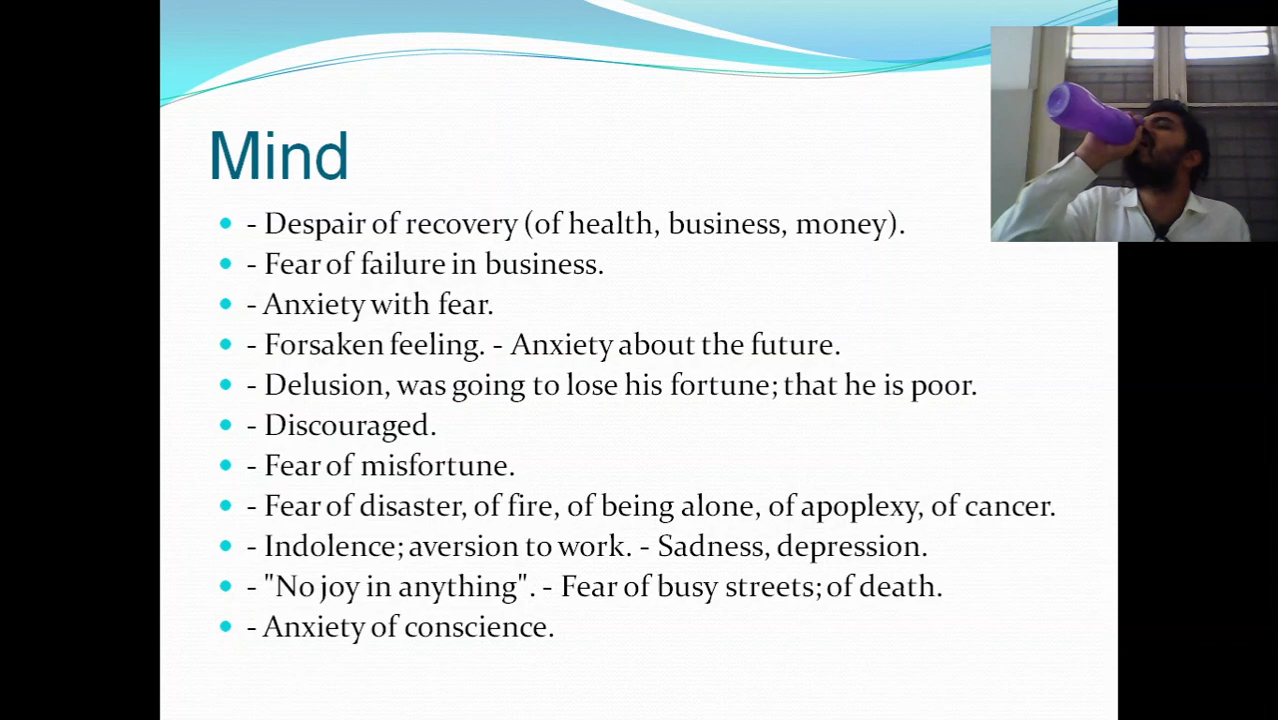 Mind
- Despair of recovery (of health, business, money).
- Fear of failure in business.
- Anxiety with fear.
- Forsaken feeling. - Anxiety about the future.
- Delusion, was going to lose his fortune; that he is poor.
- Discouraged.
- Fear of misfortune.
- Fear of disaster, of fire, of being alone, of apoplexy, of cancer.
- Indolence; aversion to work. - Sadness, depression.
- "No joy in anything". - Fear of busy streets; of death.
- Anxiety of conscience.